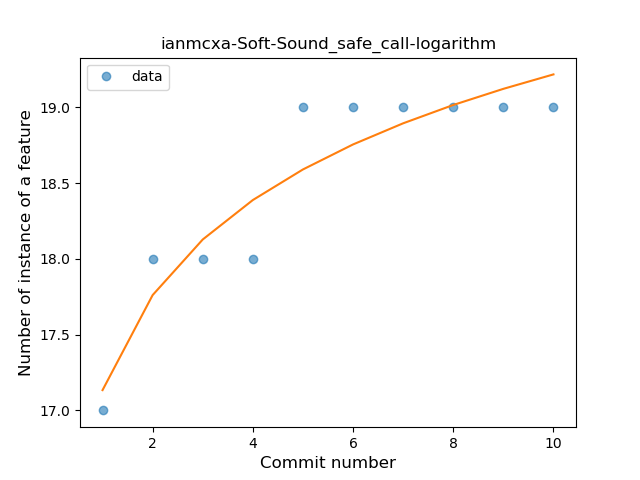 ianmcxa-Soft-Sound_safe_call-logarithm
data
Number of instance of a feature
19.0
18.5
18.0
17.5
17.0
2
4
6
8
10
Commit number